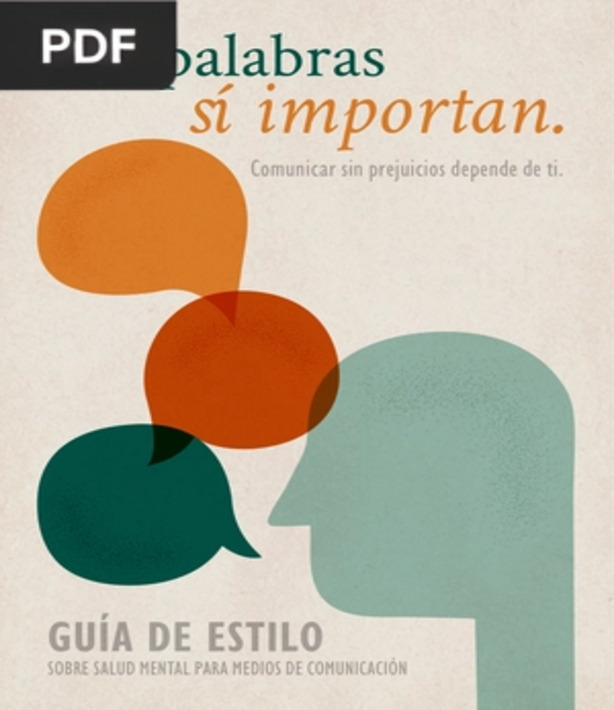 PDF
palabras
sí importan.
Comunicar sin prejuicios depende de ti.
GUÍA DE ESTILO
SOBRE SALUD MENTAL PARA MEDIOS DE COMUNICACIÓN